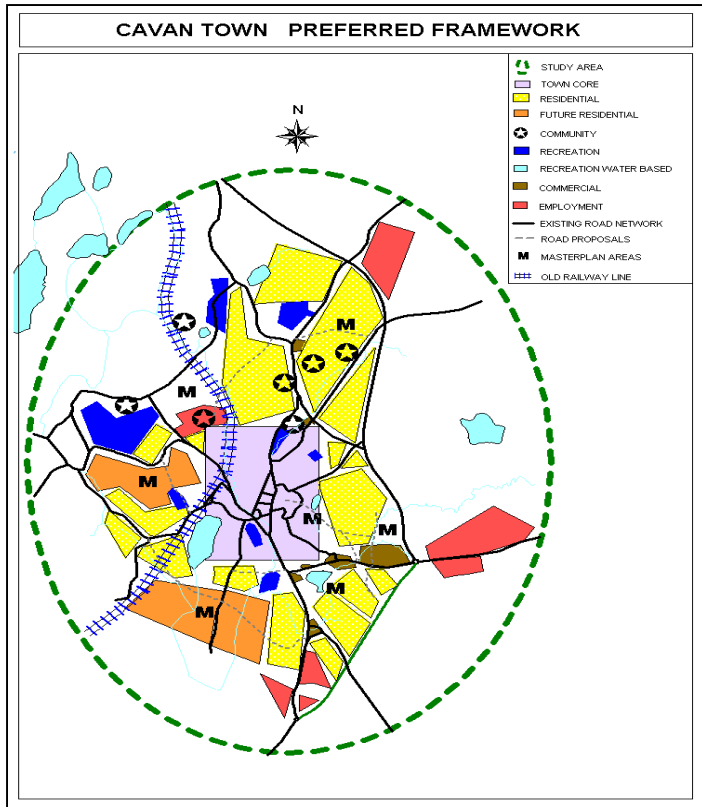 CAVAN TOWN PREFERRED FRAMEWORK
STUDY AREA
TOWN CORE
RESIDENTIAL
FUTURE RESIDENTIAL
COMMUNITY
RECREATION
RECREATION WATER BASED
COMMERCIAL
EMPLOYMENT
EXISTING ROAD NETWORK
ROAD PROPOSALS
M MASTERPLAN AREAS
OLD RAILWAY LINE
N
M
M
M
M
M
M
M